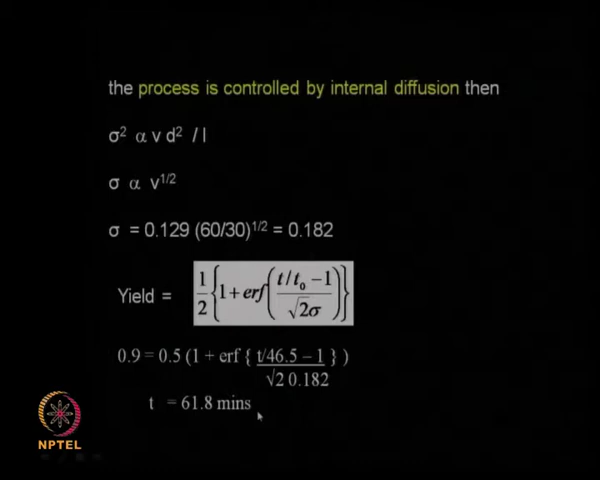 the process is controlled by internal diffusion then
σ² α v d² / l
σ α v^1/2
σ = 0.129 (60/30)^1/2 = 0.182
Yield = 1/2 {1 + erf( (t/t₀ − 1) / (√2σ) )}
0.9 = 0.5 (1 + erf { t/46.5 – 1 })
√2 0.182
t = 61.8 mins
NPTEL